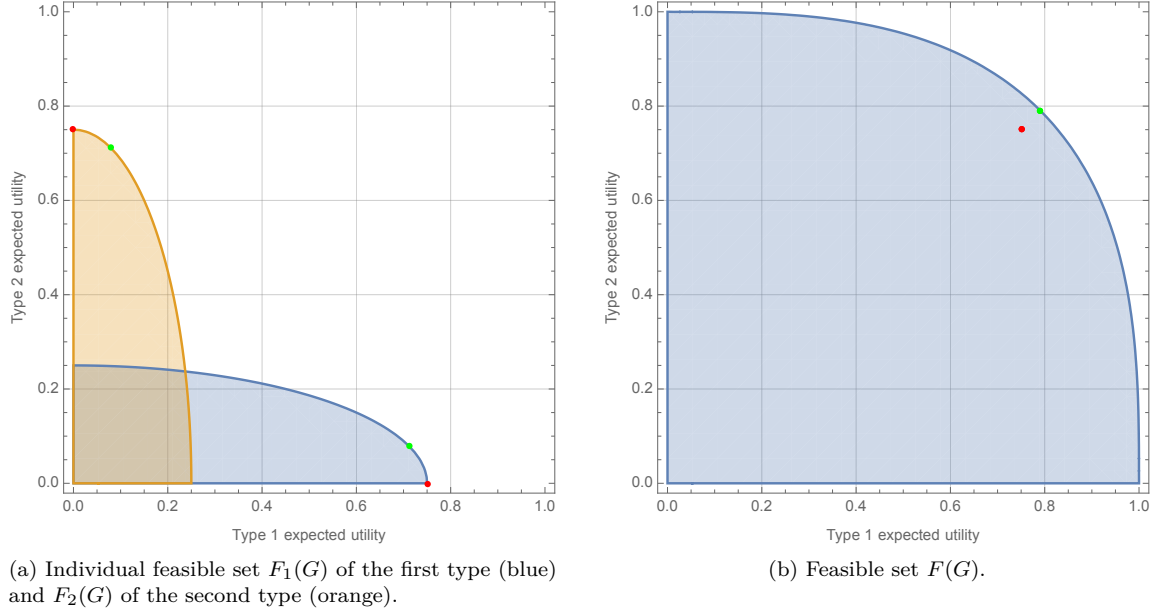 1.0
0.8
0.6
0.4
0.2
0.0
Type 2 expected utility
0.0 0.2 0.4 0.6 0.8 1.0
Type 1 expected utility
(a) Individual feasible set F₁(G) of the first type (blue)
and F₂(G) of the second type (orange).
1.0
0.8
0.6
0.4
0.2
0.0
Type 2 expected utility
0.0 0.2 0.4 0.6 0.8 1.0
Type 1 expected utility
(b) Feasible set F(G).